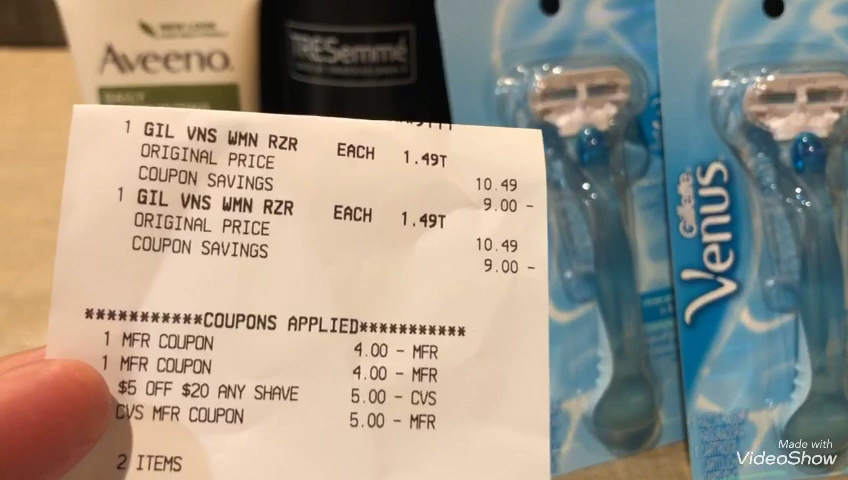 NEW LOOK
Aveeno.
DAILY
TRESemmé
1 GIL VNS WMN RZR EACH 1.49T
ORIGINAL PRICE 10.49
COUPON SAVINGS 9.00 -
1 GIL VNS WMN RZR EACH 1.49T
ORIGINAL PRICE 10.49
COUPON SAVINGS 9.00 -
***********COUPONS APPLIED***********
1 MFR COUPON 4.00 - MFR
1 MFR COUPON 4.00 - MFR
$5 OFF $20 ANY SHAVE 5.00 - CVS
CVS MFR COUPON 5.00 - MFR
2 ITEMS
Gillette
Venus
Made with
VideoShow